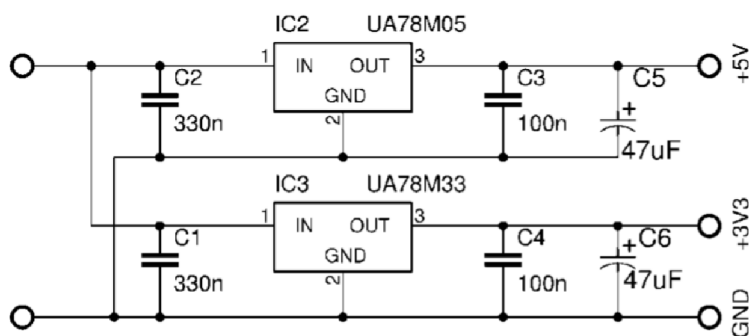 IC2 UA78M05
1 IN OUT 3
GND
2
C2
330n
C3
100n
C5
+
47uF
+5V
IC3 UA78M33
1 IN OUT 3
GND
2
C1
330n
C4
100n
C6
+
47uF
+3V3
GND